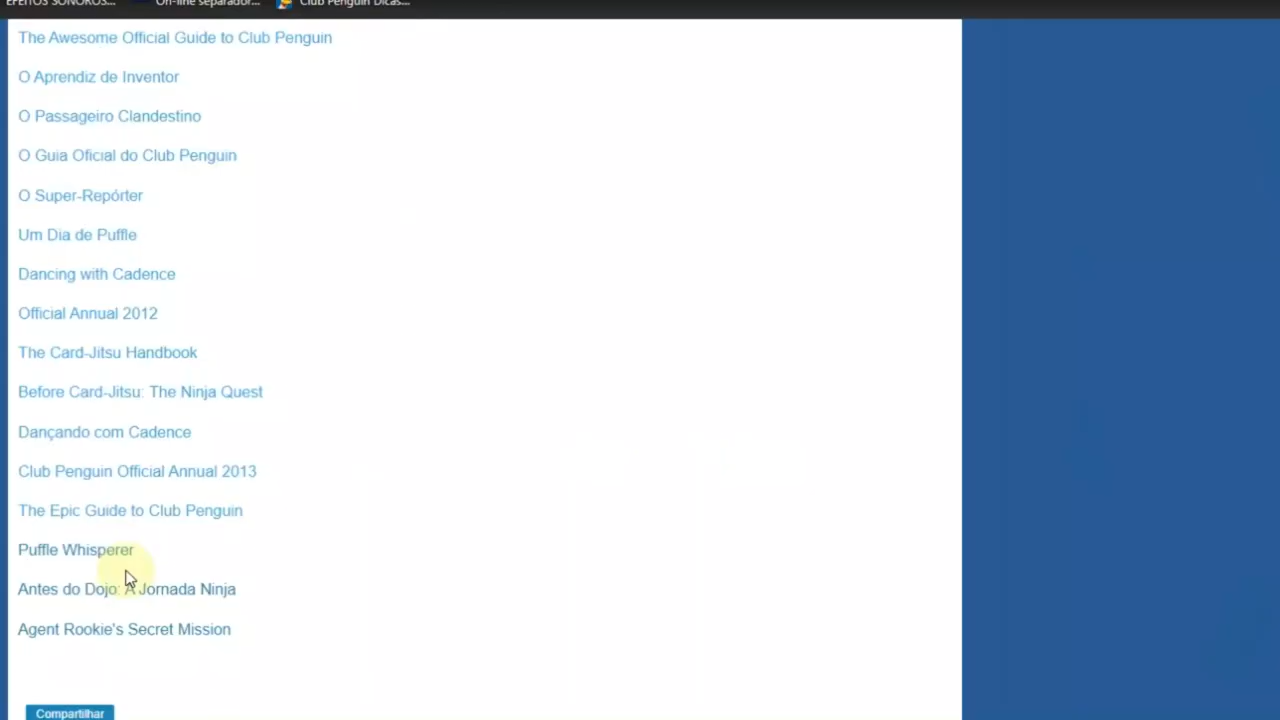 EFEITOS SONOROS... On-line separador... Club Penguin Dicas...
The Awesome Official Guide to Club Penguin
O Aprendiz de Inventor
O Passageiro Clandestino
O Guia Oficial do Club Penguin
O Super-Repórter
Um Dia de Puffle
Dancing with Cadence
Official Annual 2012
The Card-Jitsu Handbook
Before Card-Jitsu: The Ninja Quest
Dançando com Cadence
Club Penguin Official Annual 2013
The Epic Guide to Club Penguin
Puffle Whisperer
Antes do Dojo: A Jornada Ninja
Agent Rookie's Secret Mission
Compartilhar